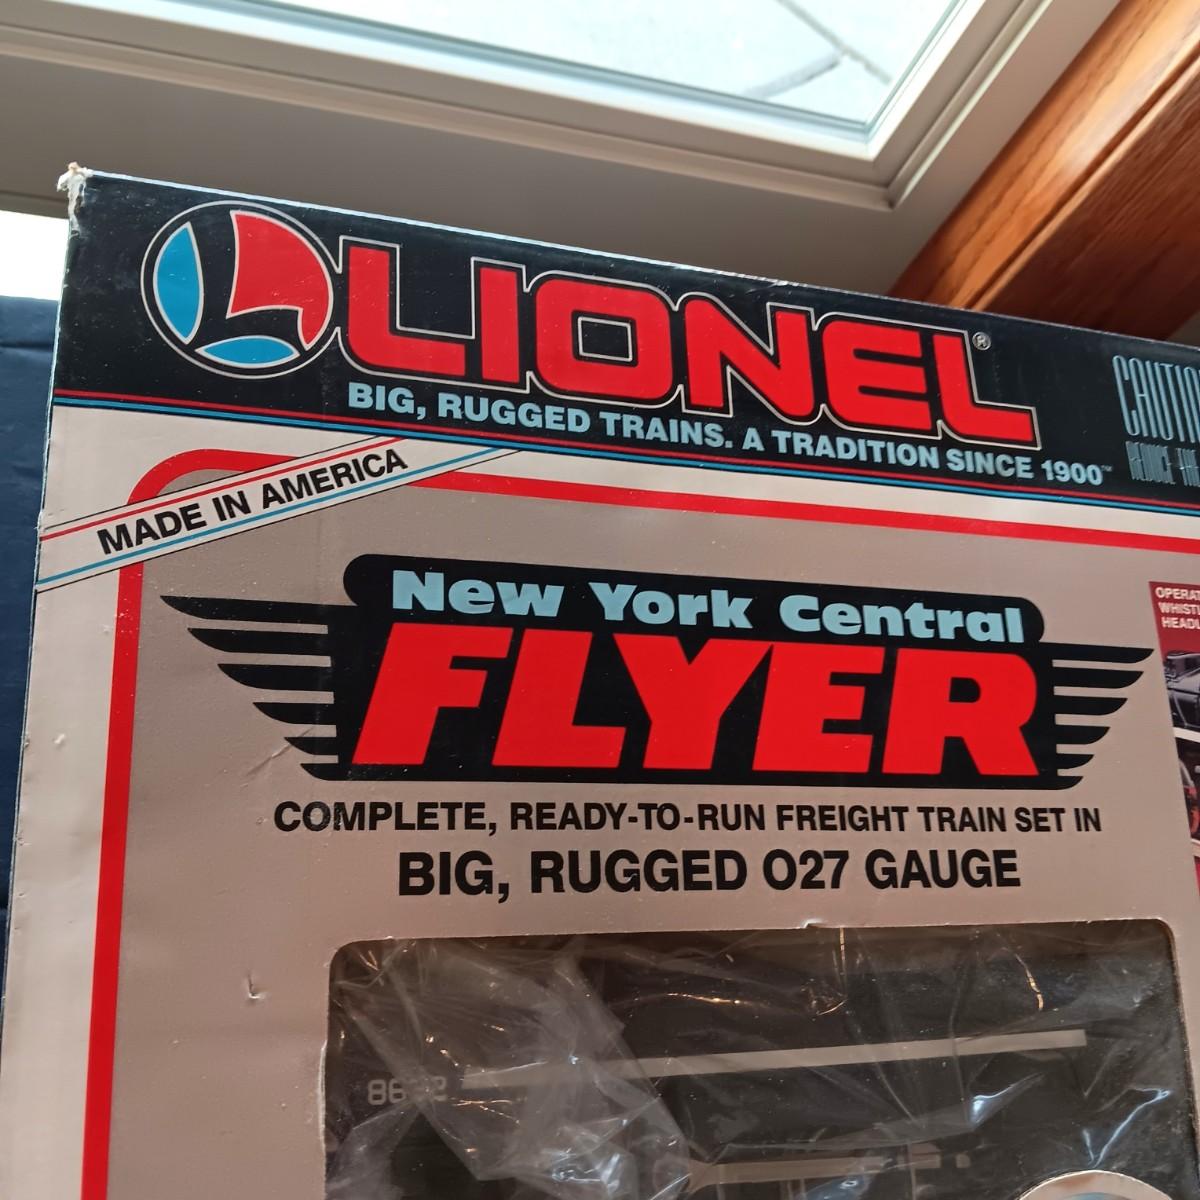 LIONEL®
BIG, RUGGED TRAINS. A TRADITION SINCE 1900™
MADE IN AMERICA
New York Central
FLYER
COMPLETE, READY-TO-RUN FREIGHT TRAIN SET IN
BIG, RUGGED O27 GAUGE